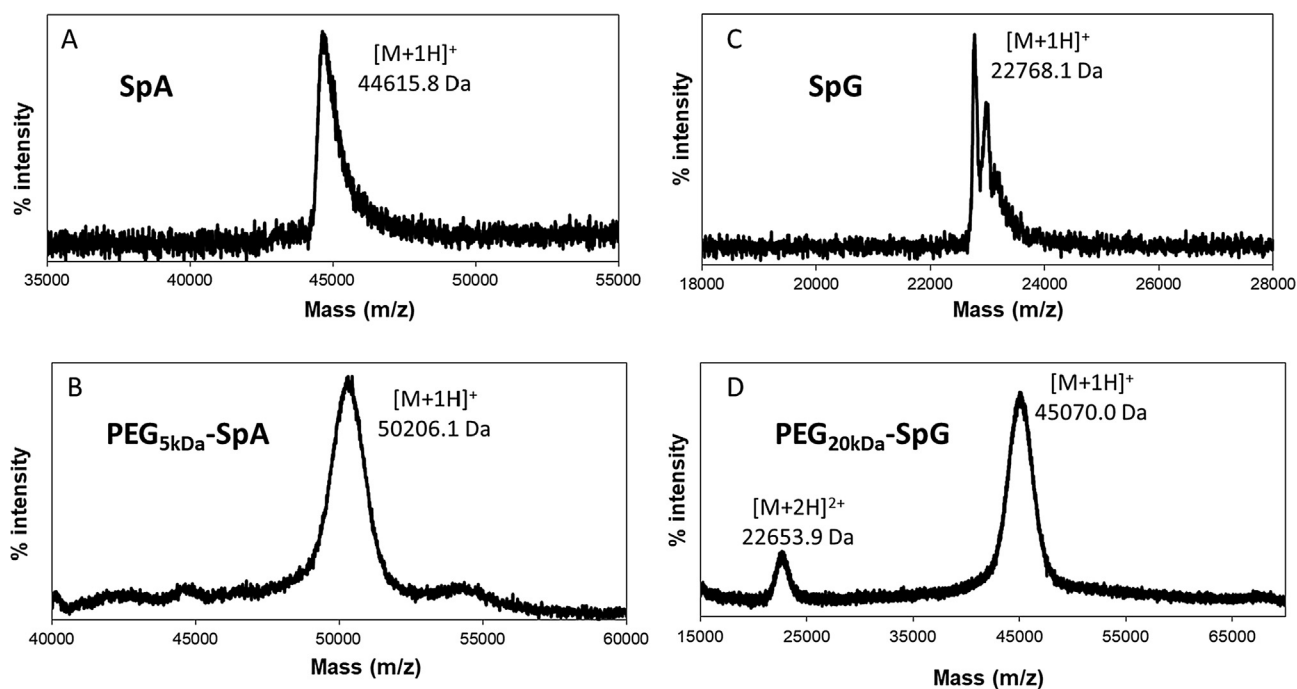 A
SpA
[M+1H]+
44615.8 Da
% intensity
35000 40000 45000 50000 55000
Mass (m/z)
C
SpG
[M+1H]+
22768.1 Da
% intensity
18000 20000 22000 24000 26000 28000
Mass (m/z)
B
PEG5kDa-SpA
[M+1H]+
50206.1 Da
% intensity
40000 45000 50000 55000 60000
Mass (m/z)
D
PEG20kDa-SpG
[M+1H]+
45070.0 Da
[M+2H]2+
22653.9 Da
% intensity
15000 25000 35000 45000 55000 65000
Mass (m/z)